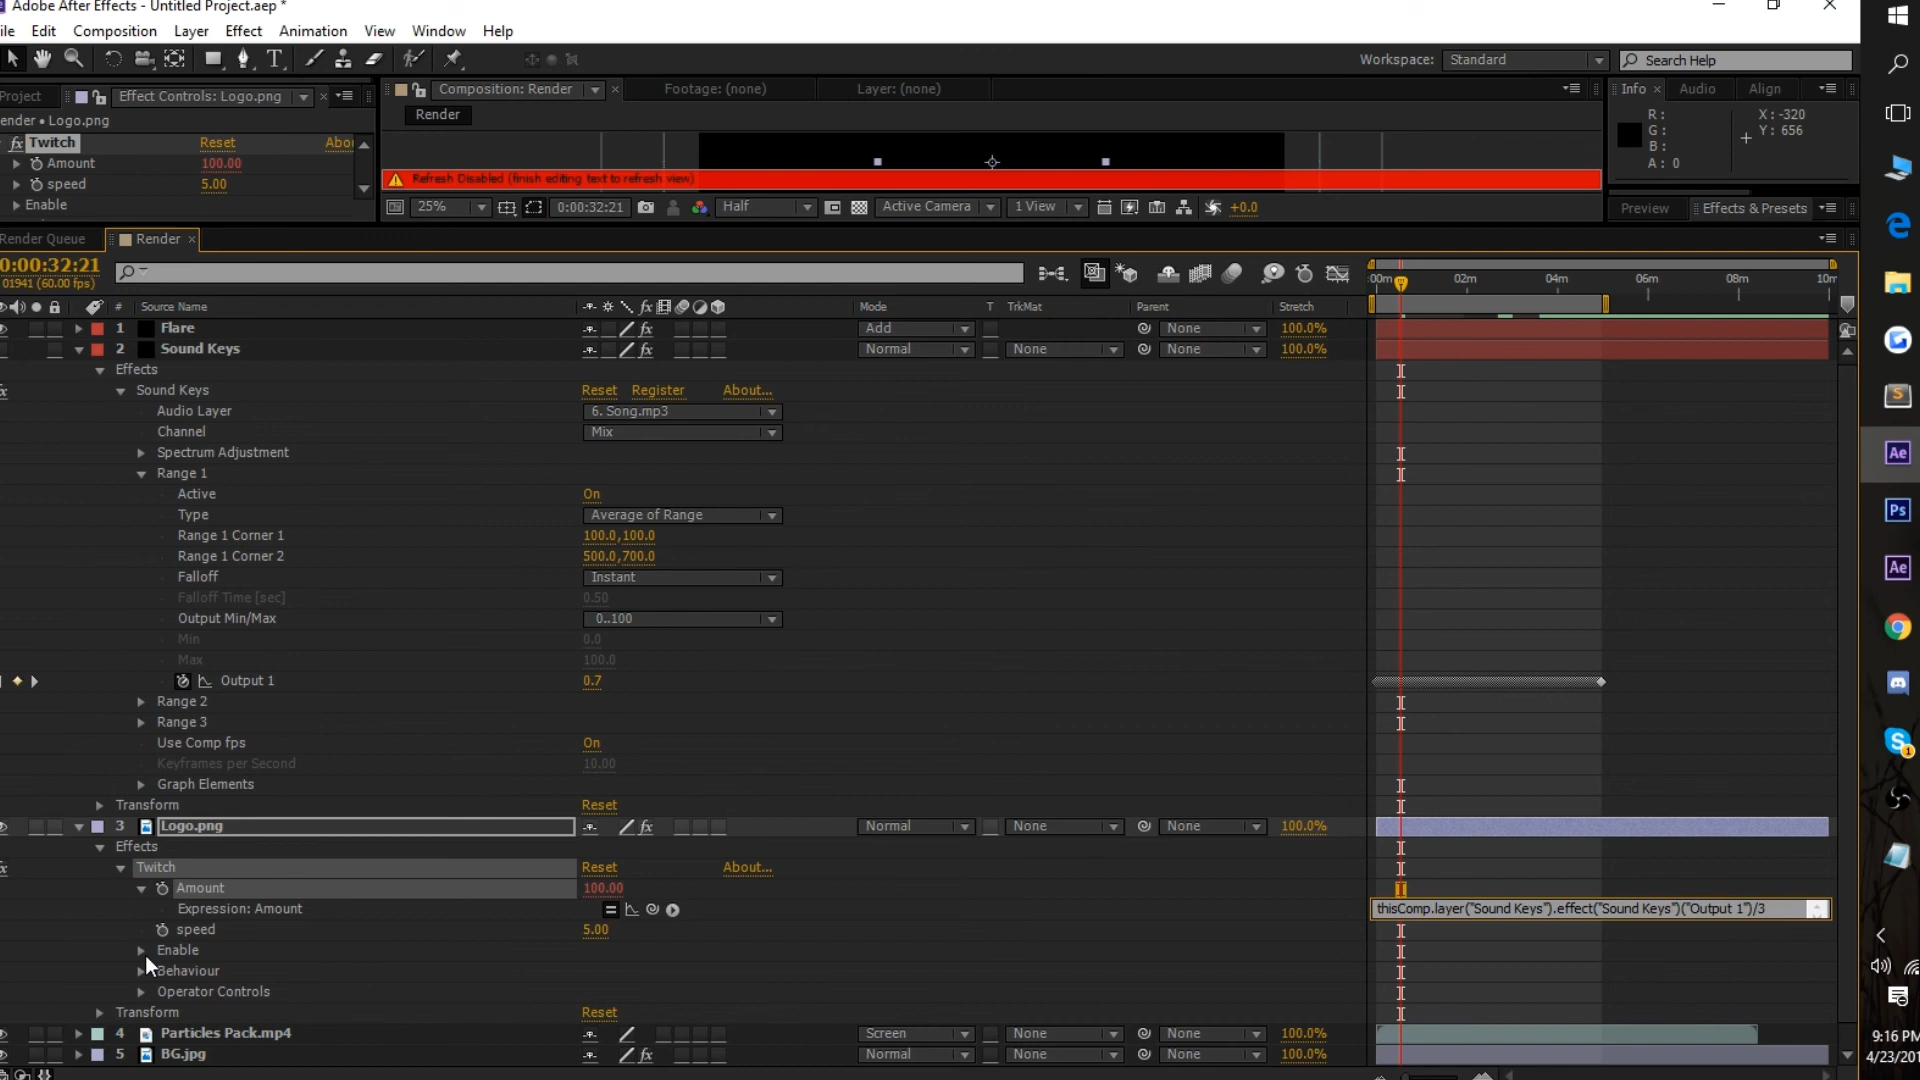 Adobe After Effects - Untitled Project.aep *
ile Edit Composition Layer Effect Animation View Window Help
Workspace: Standard Search Help
Project Effect Controls: Logo.png Composition: Render Footage: (none) Layer: (none) Info Audio Align
ender • Logo.png Render
R: X: -320
G: Y: 656
B:
A: 0
fx Twitch Reset Abou
Amount 100.00
speed 5.00
Enable
Refresh Disabled (finish editing text to refresh view)
25% 0:00:32:21 Half Active Camera 1 View +0.0
Preview Effects & Presets
Render Queue Render
0:00:32:21
01941 (60.00 fps)
:00m 02m 04m 06m 08m 10m
# Source Name fx Mode T TrkMat Parent Stretch
1 Flare fx Add None 100.0%
2 Sound Keys fx Normal None None 100.0%
Effects
Sound Keys Reset Register About...
Audio Layer 6. Song.mp3
Channel Mix
Spectrum Adjustment
Range 1
Active On
Type Average of Range
Range 1 Corner 1 100.0,100.0
Range 1 Corner 2 500.0,700.0
Falloff Instant
Falloff Time [sec] 0.50
Output Min/Max 0..100
Min 0.0
Max 100.0
Output 1 0.7
Range 2
Range 3
Use Comp fps On
Keyframes per Second 10.00
Graph Elements
Transform Reset
3 Logo.png fx Normal None None 100.0%
Effects
Twitch Reset About...
Amount 100.00
Expression: Amount thisComp.layer("Sound Keys").effect("Sound Keys")("Output 1")/3
speed 5.00
Enable
Behaviour
Operator Controls
Transform Reset
4 Particles Pack.mp4 Screen None None 100.0%
5 BG.jpg fx Normal None None 100.0%
S
Ae
Ps
Ae
1
9:16 PM
4/23/201